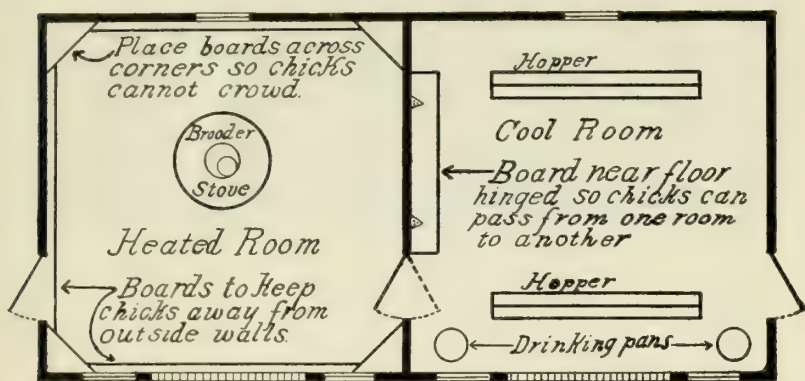 Place boards across
corners so chicks
cannot crowd.
Brooder
Stove
Heated Room
Boards to keep
chicks away from
outside walls.
Hopper
Cool Room
Board near floor
hinged so chicks can
pass from one room
to another
Hopper
Drinking pans